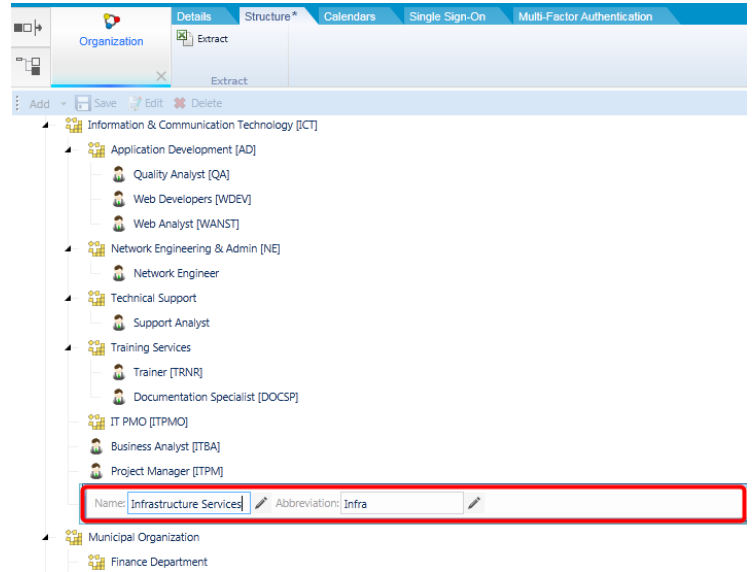 Details Structure* Calendars Single Sign-On Multi-Factor Authentication
Organization
Extract
Extract
Add Save Edit Delete
Information & Communication Technology [ICT]
Application Development [AD]
Quality Analyst [QA]
Web Developers [WDEV]
Web Analyst [WANST]
Network Engineering & Admin [NE]
Network Engineer
Technical Support
Support Analyst
Training Services
Trainer [TRNR]
Documentation Specialist [DOCSP]
IT PMO [ITPMO]
Business Analyst [ITBA]
Project Manager [ITPM]
Name: Infrastructure Services Abbreviation: Infra
Municipal Organization
Finance Department